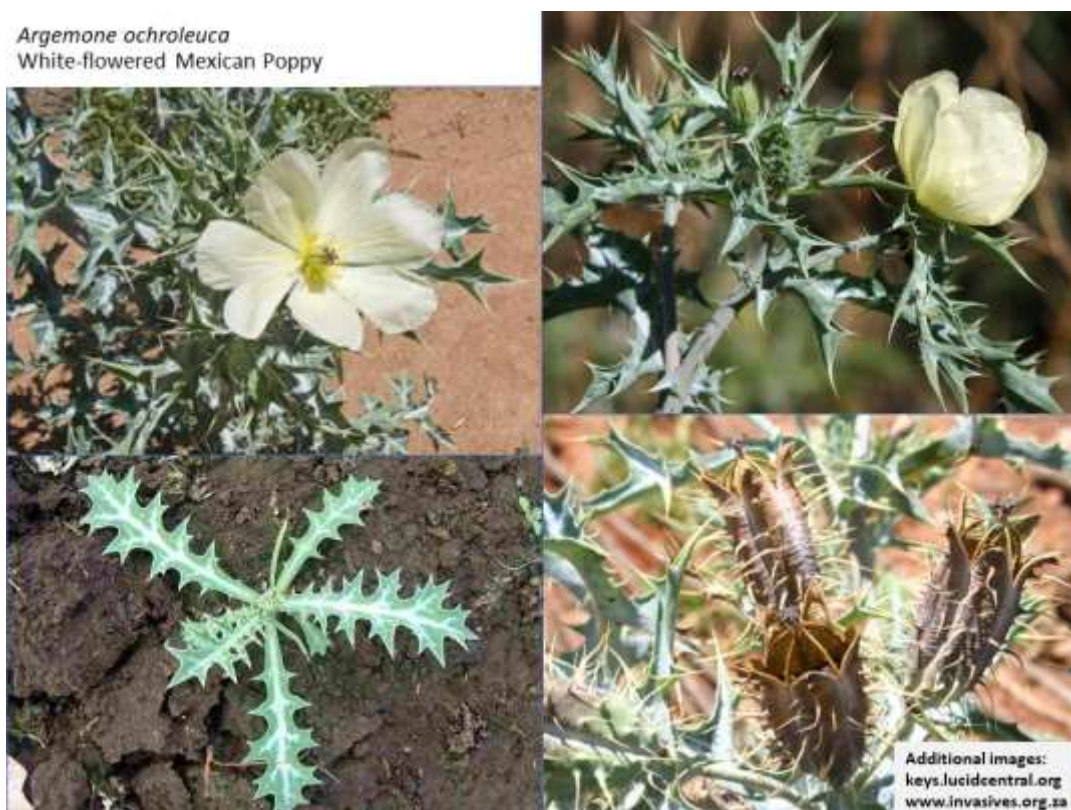 Argemone ochroleuca
White-flowered Mexican Poppy
Additional images:
keys.lucidcentral.org
www.invasives.org.za